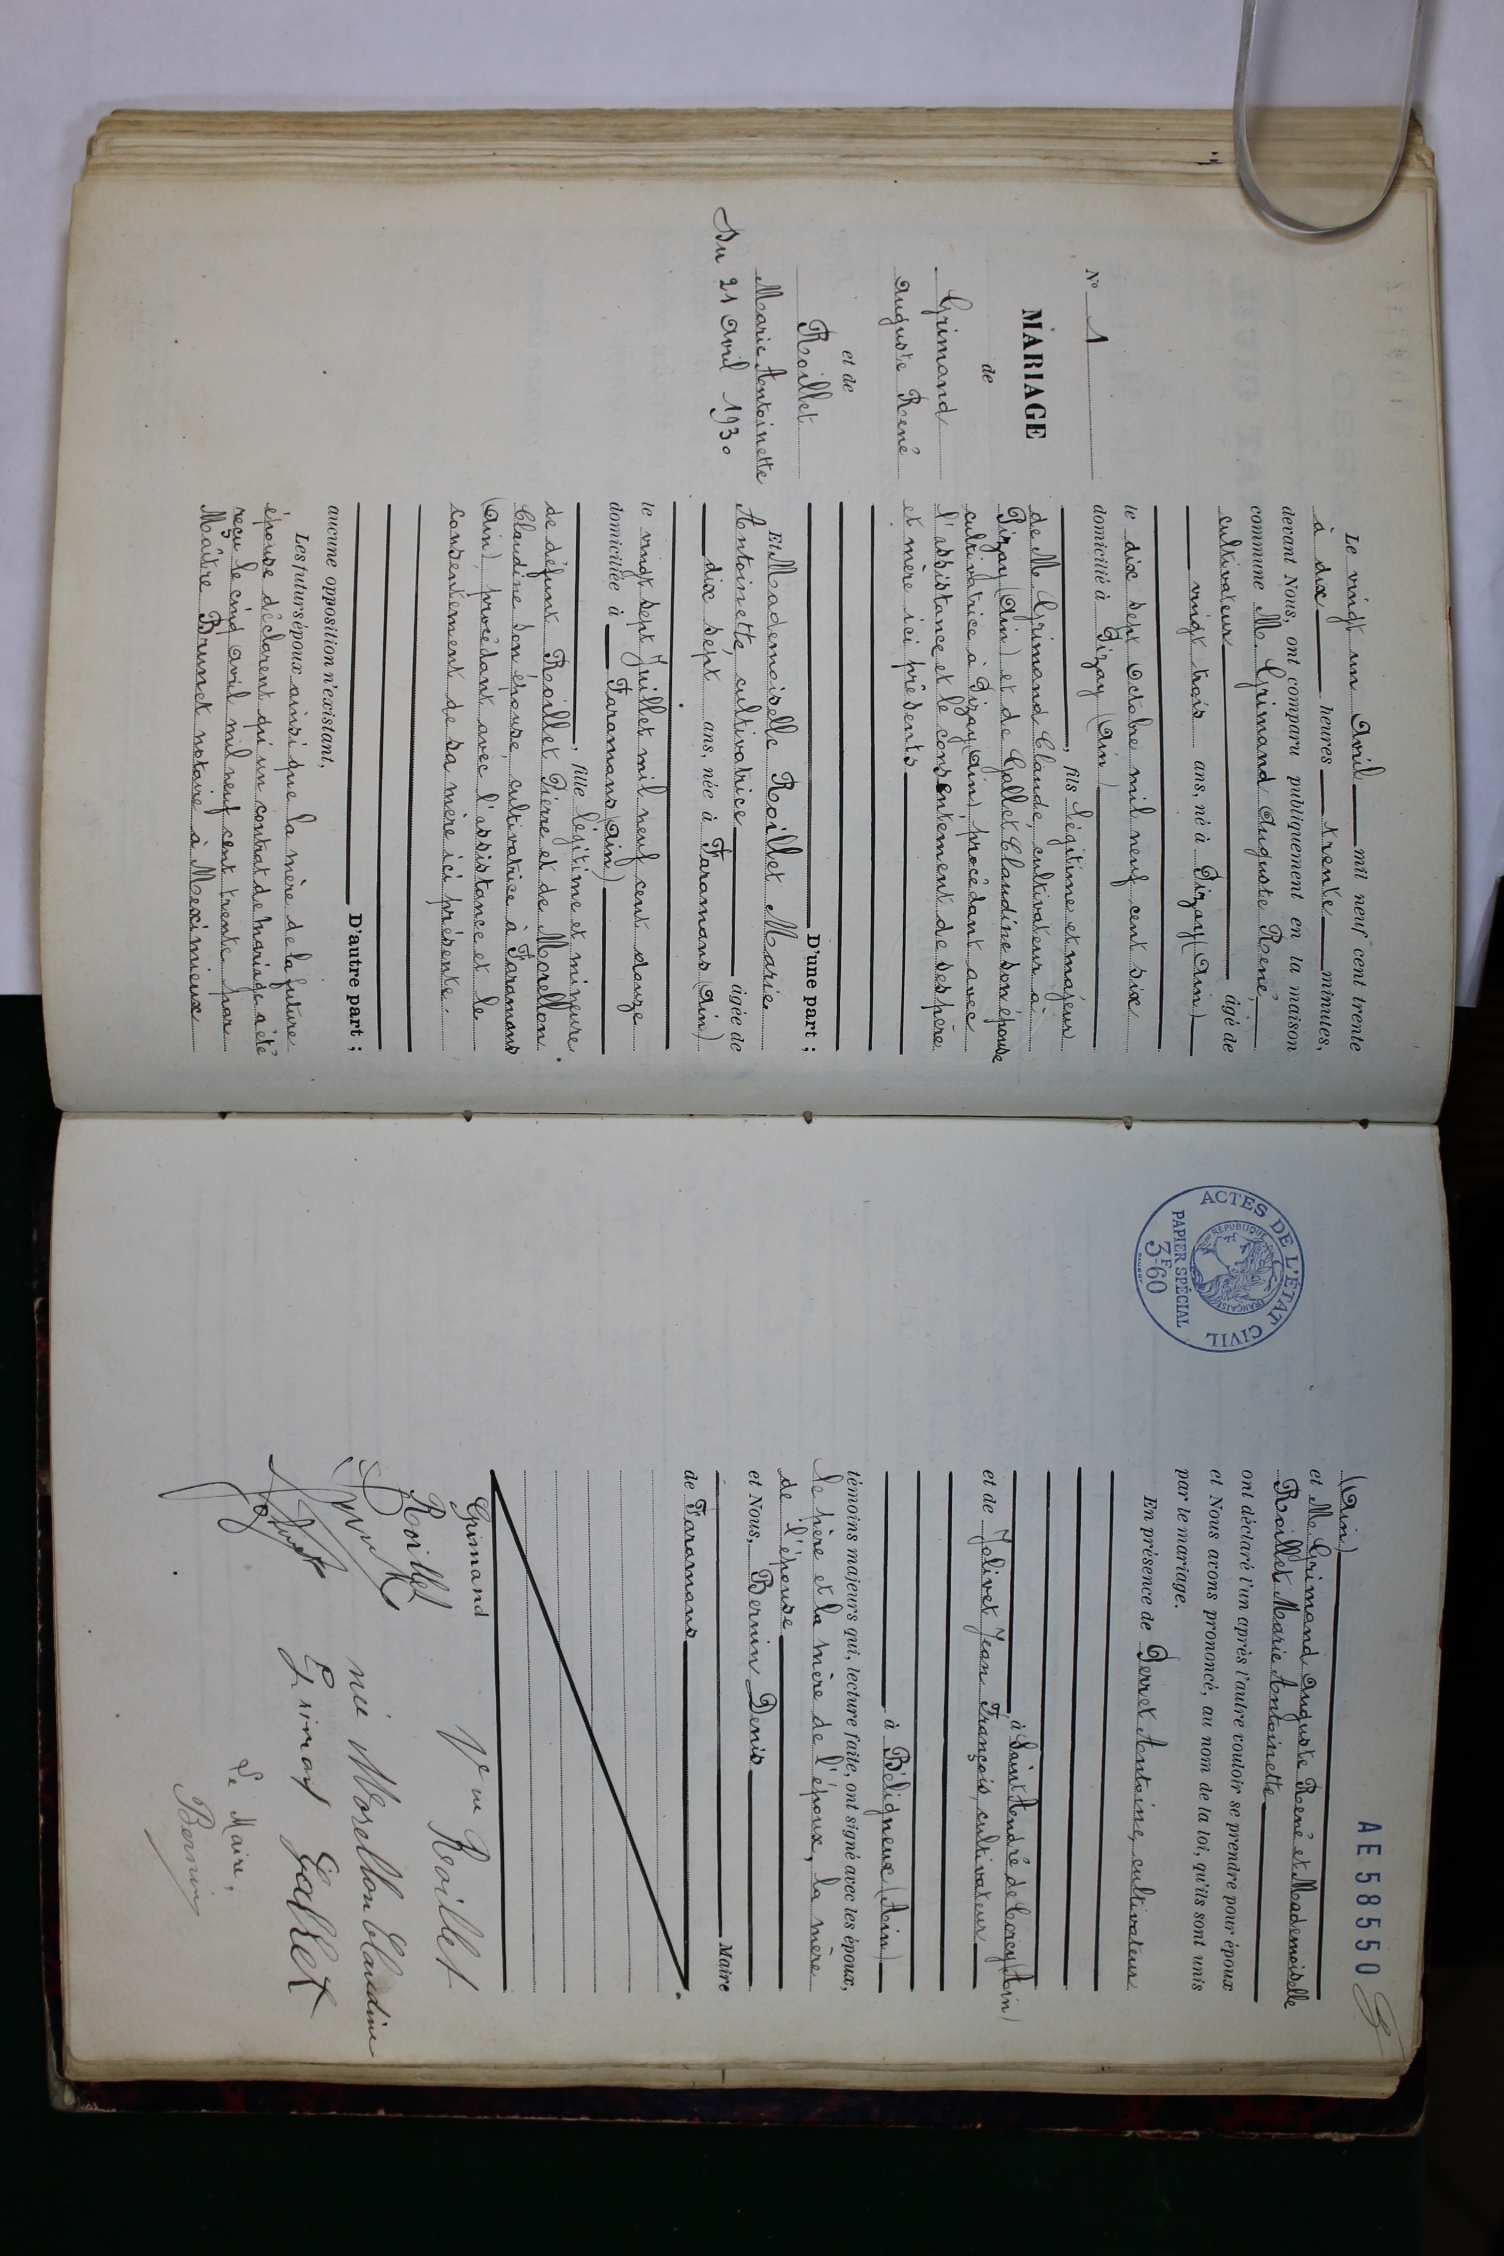 N° 1
MARIAGE
de
Grimand
Auguste René
et de
Roillet
Marie Antoinette
Du 21 Avril 1930
Le vingt un Avril mil neuf cent trente
à dix heures trente minutes,
devant Nous, ont comparu publiquement en la maison
commune M. Grimand Auguste René,
cultivateur âgé de
vingt trois ans, né à Pizay (Ain)
le dix sept Octobre mil neuf cent six
domicilié à Pizay (Ain)
, fils légitime et majeur
de M Grimand Claude, cultivateur à
Pizay (Ain) et de Gallet Claudine son épouse
cultivatrice à Pizay (Ain), procédant avec
l'assistance et le consentement de ses père
et mère ici présents
D'une part ;
Et Mademoiselle Roillet Marie
Antoinette, cultivatrice âgée de
dix sept ans, née à Faramans (Ain)
le vingt sept Juillet mil neuf cent douze
domiciliée à Faramans (Ain)
, fille légitime et mineure
de défunt Roillet Pierre et de Morellon
Claudine son épouse, cultivatrice à Faramans
(Ain), procédant avec l'assistance et le
consentement de sa mère ici présente.
D'autre part ;
aucune opposition n'existant,
Les futurs époux ainsi que la mère de la future
épouse déclarent qu'un contrat de mariage a été
reçu le cinq avril mil neuf cent trente par
Maître Brunet notaire à Meximieux
ACTES DE L'ÉTAT CIVIL
RÉPUBLIQUE FRANÇAISE
PAPIER SPÉCIAL
3F60
AE58550
(Ain)
et M Grimand Auguste René et Mademoiselle
Roillet Marie Antoinette
ont déclaré l'un après l'autre vouloir se prendre pour époux
et Nous avons prononcé, au nom de la loi, qu'ils sont unis
par le mariage.
En présence de Perret Antoine, cultivateur
, à Saint André de Corcy (Ain)
et de Jolivet Jean François, cultivateur
à Béligneux (Ain)
témoins majeurs qui, lecture faite, ont signé avec les époux,
le père et la mère de l'époux, la mère
de l'épouse
et Nous, Bernin Denis
Maire
de Faramans
Grimand Vve Roillet
Roillet née Morellon Claudine
Grimand Gallet
Le Maire,
Bernin